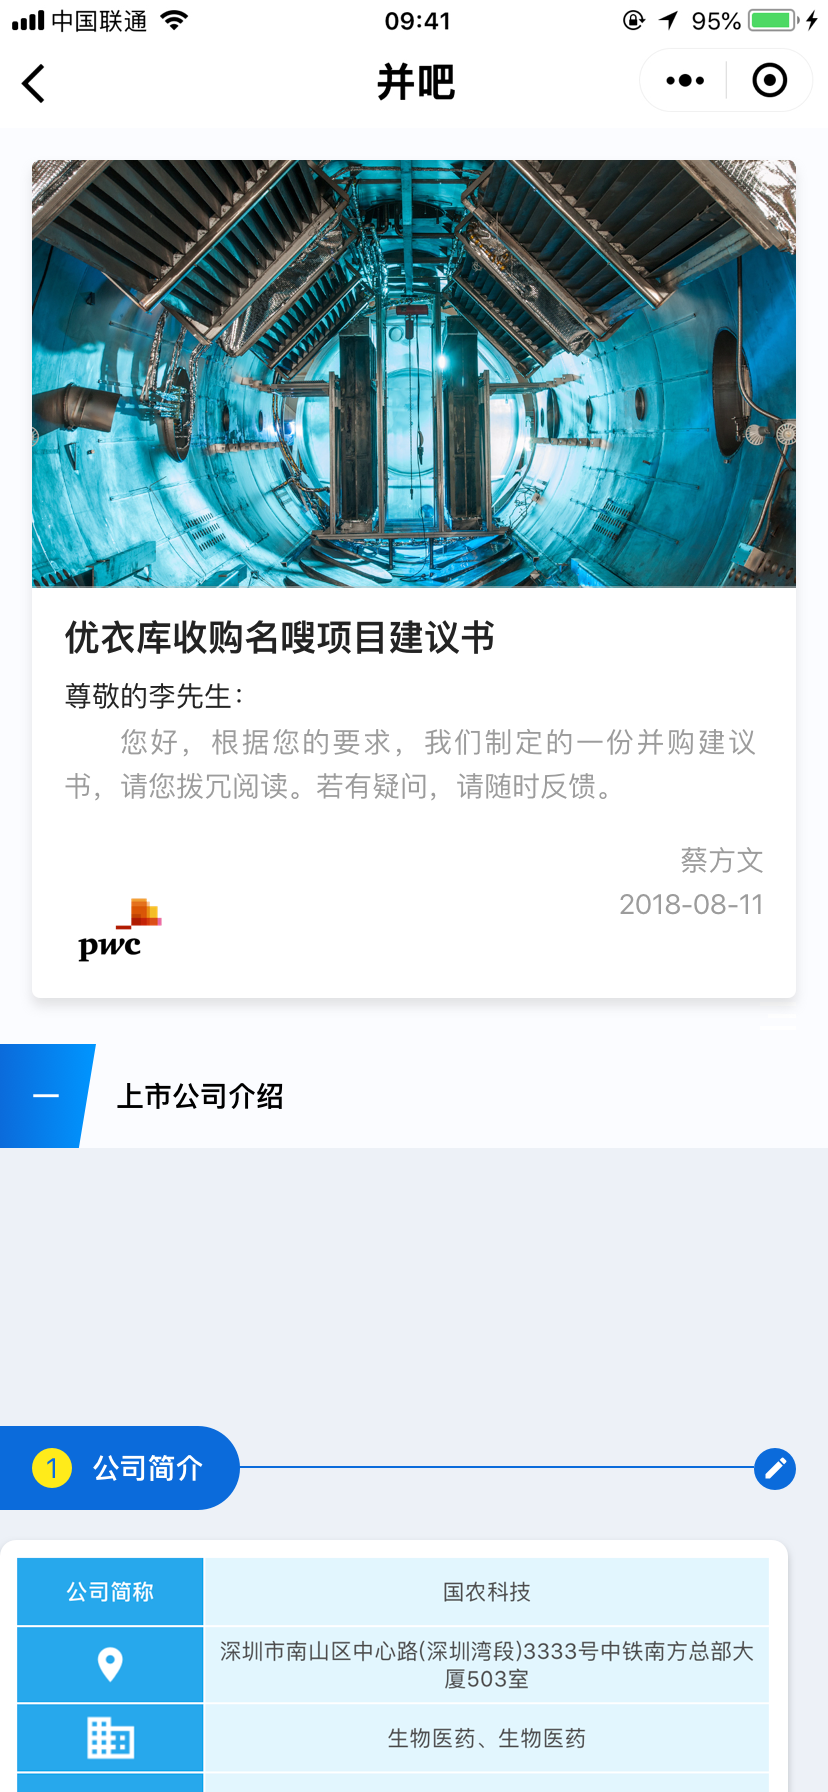 中国联通
09:41
95%
并吧
优衣库收购名嗖项目建议书
尊敬的李先生：
您好，根据您的要求，我们制定的一份并购建议
书，请您拨冗阅读。若有疑问，请随时反馈。
蔡方文
2018-08-11
pwc
一
上市公司介绍
1
公司简介
公司简称
国农科技
深圳市南山区中心路(深圳湾段)3333号中铁南方总部大
厦503室
生物医药、生物医药